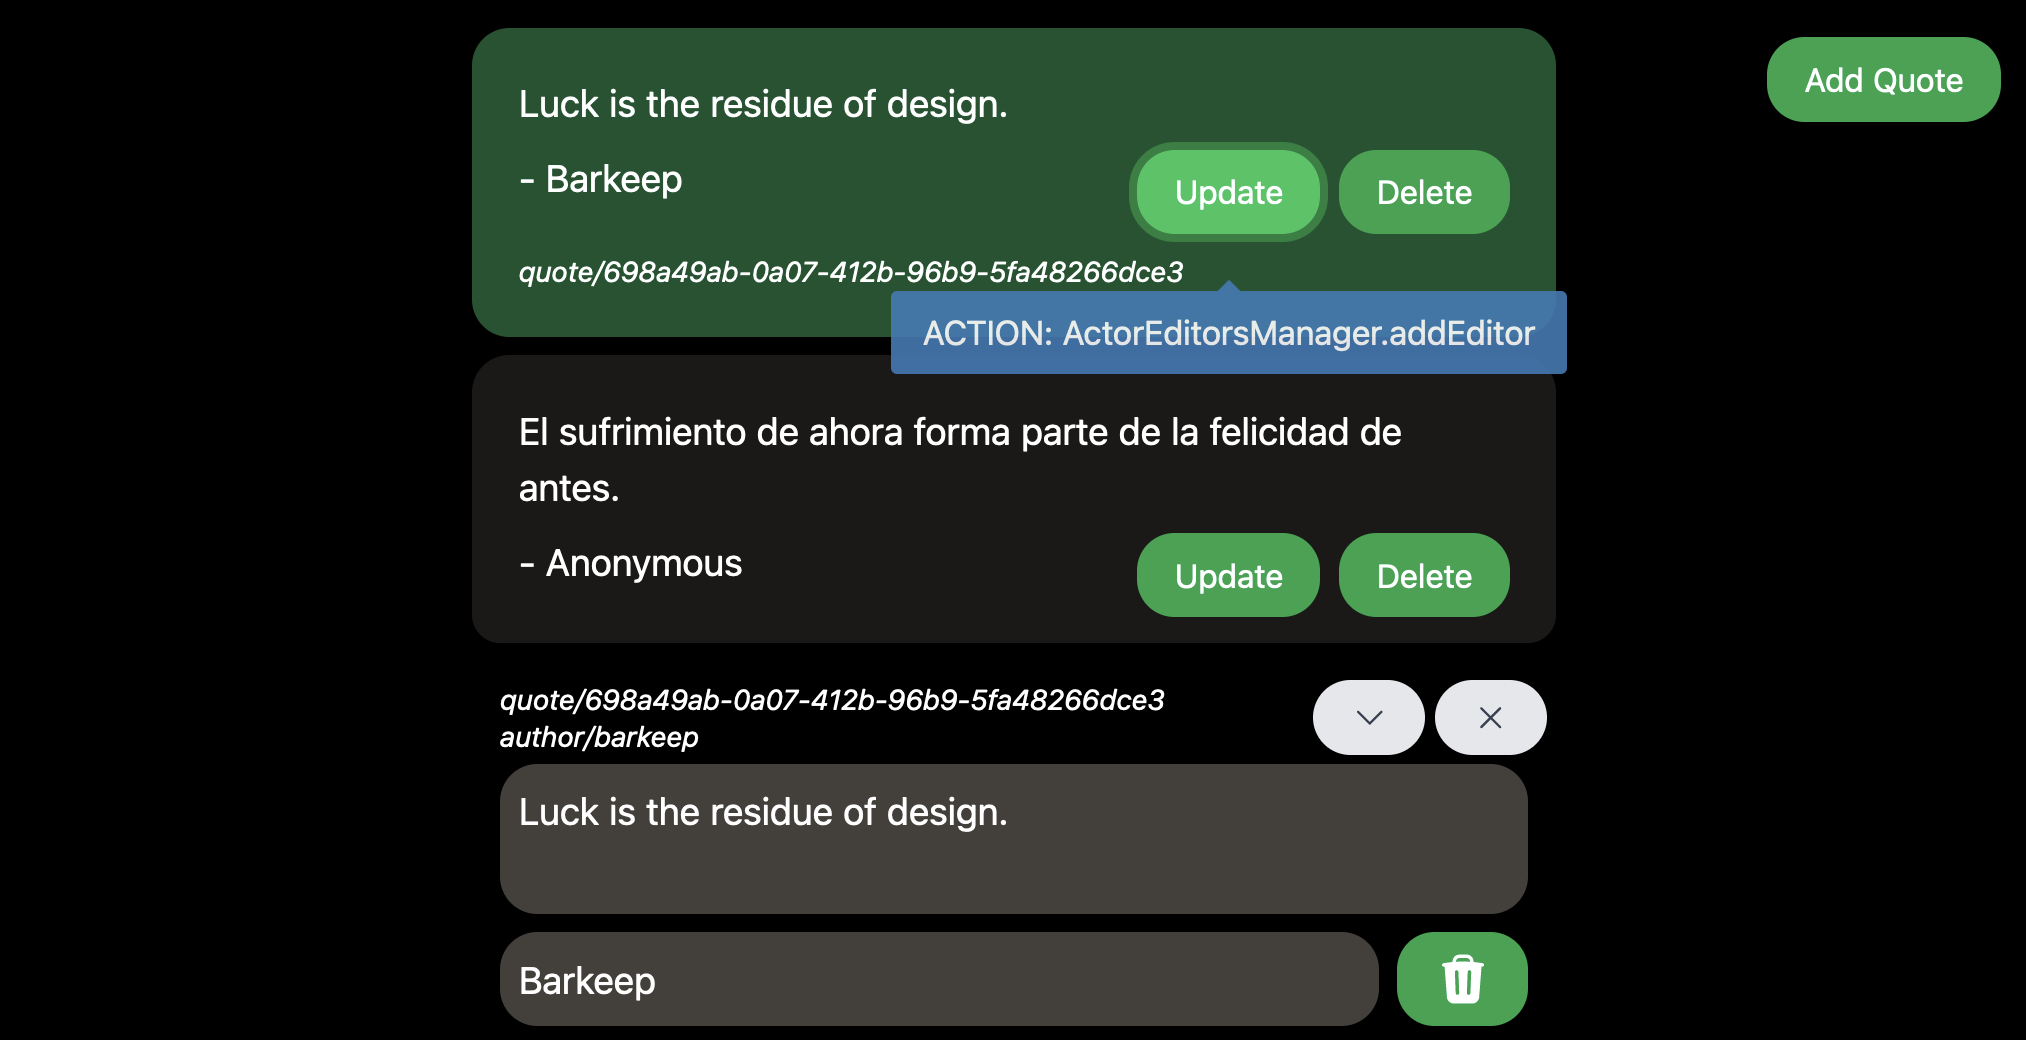 Add Quote
Luck is the residue of design.
- Barkeep
Update
Delete
quote/698a49ab-0a07-412b-96b9-5fa48266dce3
ACTION: ActorEditorsManager.addEditor
El sufrimiento de ahora forma parte de la felicidad de
antes.
- Anonymous
Update
Delete
quote/698a49ab-0a07-412b-96b9-5fa48266dce3
author/barkeep
Luck is the residue of design.
Barkeep